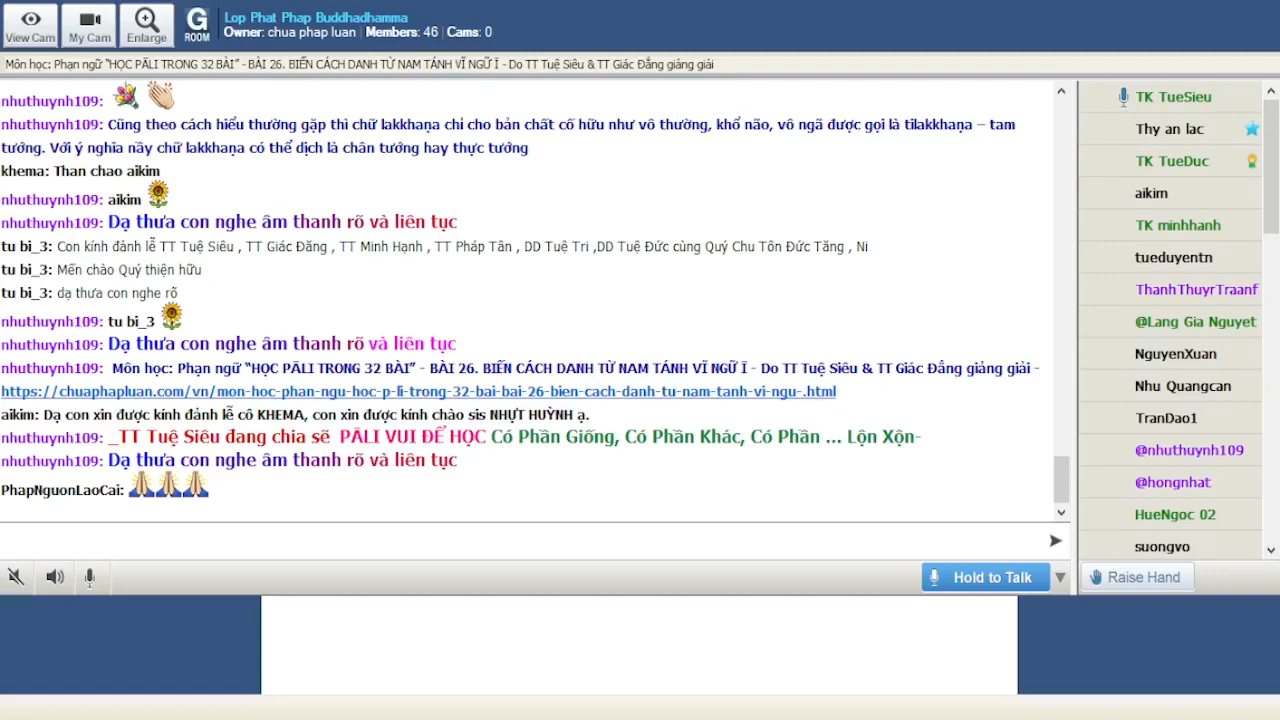 View Cam
My Cam
Enlarge
G
ROOM
Lop Phat Phap Buddhadhamma
Owner: chua phap luan | Members: 46 | Cams: 0
Môn học: Phạn ngữ "HỌC PĀLI TRONG 32 BÀI" - BÀI 26. BIẾN CÁCH DANH TỪ NAM TÁNH VĨ NGỮ Ī - Do TT Tuệ Siêu & TT Giác Đẳng giảng giải
nhuthuynh109:
nhuthuynh109: Cũng theo cách hiểu thường gặp thì chữ lakkhaṇa chỉ cho bản chất cố hữu như vô thường, khổ não, vô ngã được gọi là tilakkhaṇa – tam
tướng. Với ý nghĩa nầy chữ lakkhaṇa có thể dịch là chân tướng hay thực tướng
khema: Than chao aikim
nhuthuynh109: aikim
nhuthuynh109: Dạ thưa con nghe âm thanh rõ và liên tục
tu bi_3: Con kính đảnh lễ TT Tuệ Siêu , TT Giác Đẳng , TT Minh Hạnh , TT Pháp Tân , DD Tuệ Tri ,DD Tuệ Đức cùng Quý Chu Tôn Đức Tăng , Ni
tu bi_3: Mến chào Quý thiện hữu
tu bi_3: dạ thưa con nghe rõ
nhuthuynh109: tu bi_3
nhuthuynh109: Dạ thưa con nghe âm thanh rõ và liên tục
nhuthuynh109: Môn học: Phạn ngữ “HỌC PĀLI TRONG 32 BÀI” - BÀI 26. BIẾN CÁCH DANH TỪ NAM TÁNH VĨ NGỮ Ī - Do TT Tuệ Siêu & TT Giác Đẳng giảng giải -
https://chuaphapluan.com/vn/mon-hoc-phan-ngu-hoc-p-li-trong-32-bai-bai-26-bien-cach-danh-tu-nam-tanh-vi-ngu-.html
aikim: Dạ con xin được kính đảnh lễ cô KHEMA, con xin được kính chào sis NHỰT HUỲNH ạ.
nhuthuynh109: _TT Tuệ Siêu đang chia sẽ PĀLI VUI ĐỂ HỌC Có Phần Giống, Có Phần Khác, Có Phần ... Lộn Xộn-
nhuthuynh109: Dạ thưa con nghe âm thanh rõ và liên tục
PhapNguonLaoCai:
Hold to Talk
TK TueSieu
Thy an lac
TK TueDuc
aikim
TK minhhanh
tueduyentn
ThanhThuyrTraanf
@Lang Gia Nguyet
NguyenXuan
Nhu Quangcan
TranDao1
@nhuthuynh109
@hongnhat
HueNgoc 02
suongvo
Raise Hand